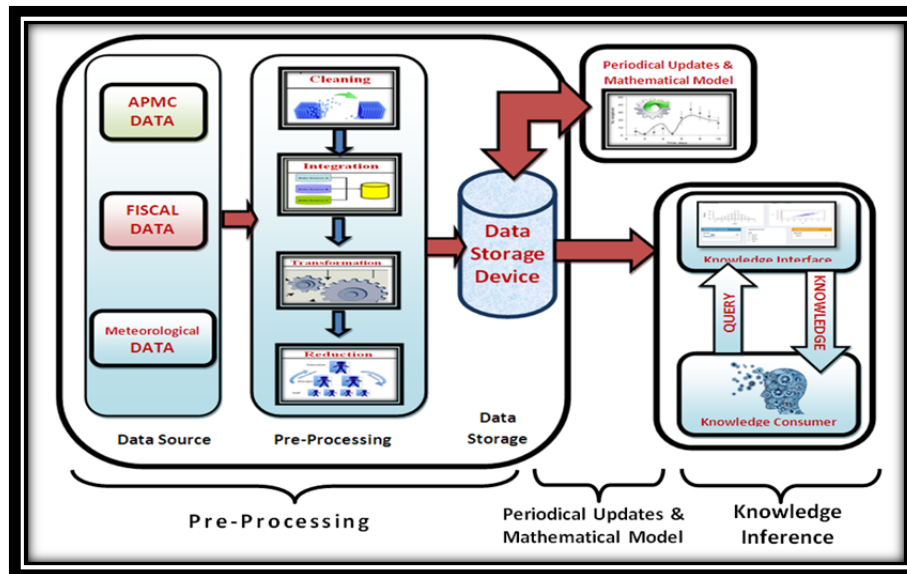 APMC
DATA
FISCAL
DATA
Meteorological
DATA
Data Source
Cleaning
Integration
Transformation
Reduction
Pre-Processing
Data
Storage
Device
Data
Storage
Periodical Updates &
Mathematical Model
Knowledge Interface
QUERY
KNOWLEDGE
Knowledge Consumer
Pre-Processing
Periodical Updates &
Mathematical Model
Knowledge
Inference